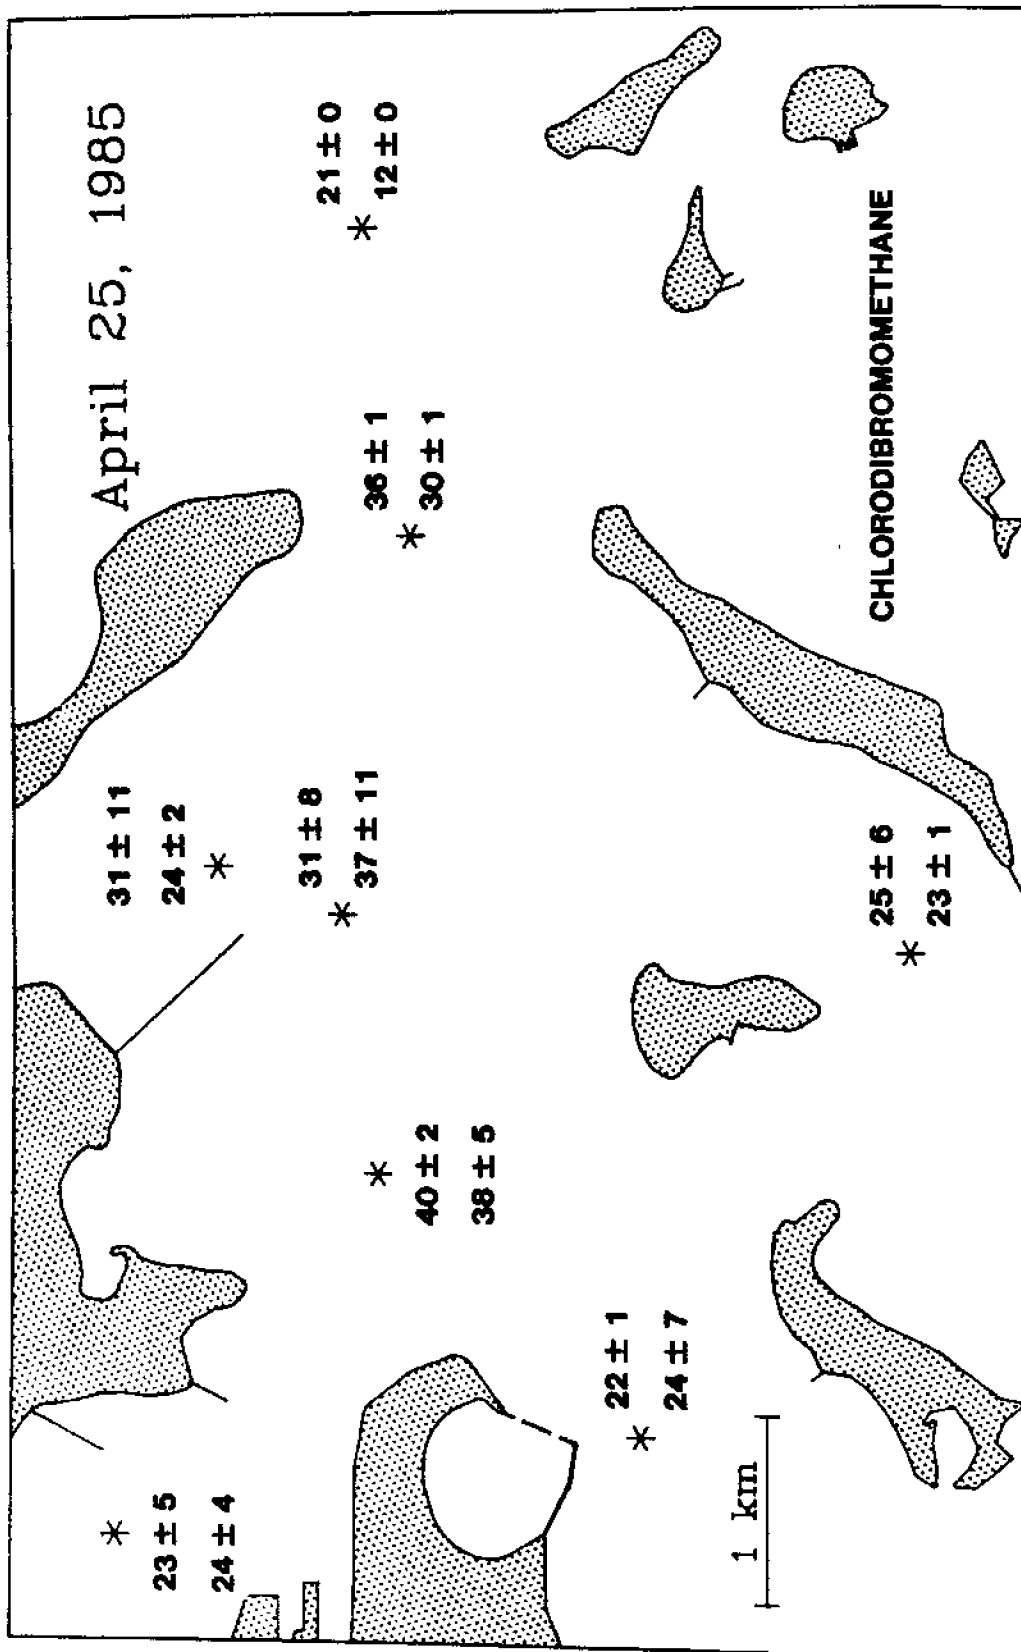 April 25, 1985
23 ± 5
24 ± 4
31 ± 11
24 ± 2
31 ± 8
37 ± 11
21 ± 0
12 ± 0
36 ± 1
30 ± 1
40 ± 2
38 ± 5
22 ± 1
24 ± 7
25 ± 6
23 ± 1
1 km
CHLORODIBROMOMETHANE